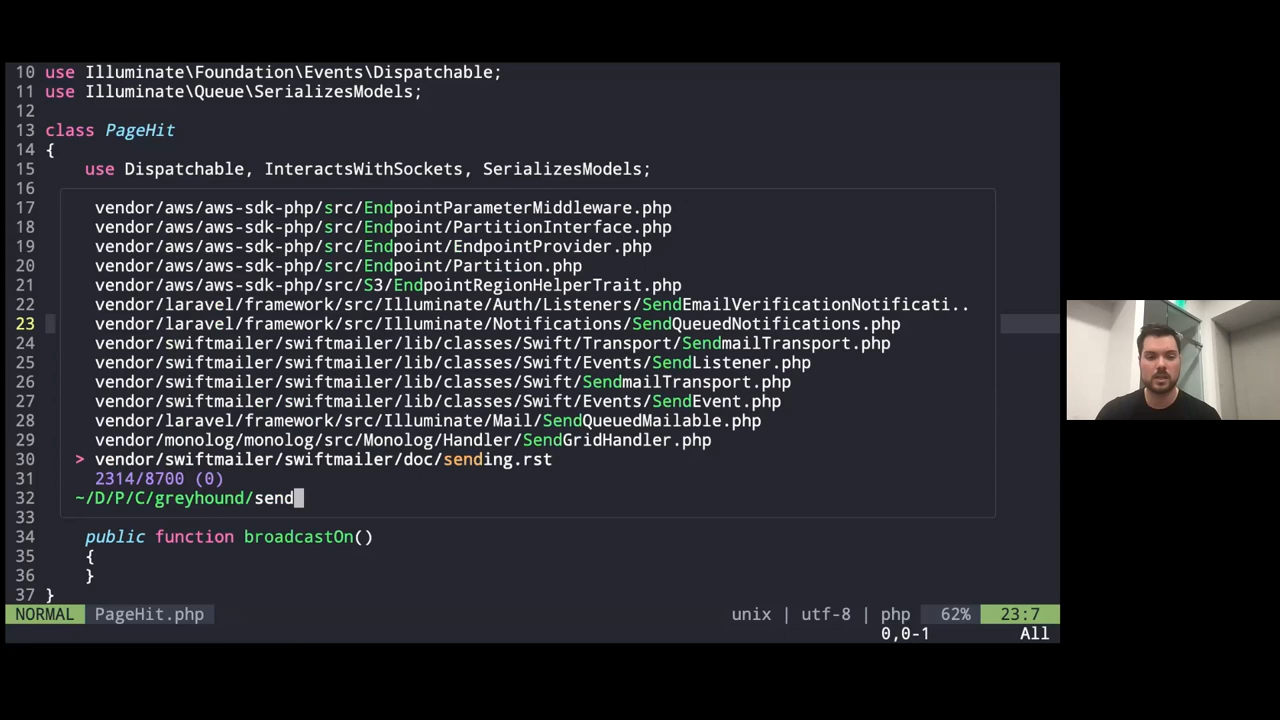 10 use Illuminate\Foundation\Events\Dispatchable;
11 use Illuminate\Queue\SerializesModels;
12
13 class PageHit
14 {
15 use Dispatchable, InteractsWithSockets, SerializesModels;
16
17 vendor/aws/aws-sdk-php/src/EndpointParameterMiddleware.php
18 vendor/aws/aws-sdk-php/src/Endpoint/PartitionInterface.php
19 vendor/aws/aws-sdk-php/src/Endpoint/EndpointProvider.php
20 vendor/aws/aws-sdk-php/src/Endpoint/Partition.php
21 vendor/aws/aws-sdk-php/src/S3/EndpointRegionHelperTrait.php
22 vendor/laravel/framework/src/Illuminate/Auth/Listeners/SendEmailVerificationNotificati..
23 vendor/laravel/framework/src/Illuminate/Notifications/SendQueuedNotifications.php
24 vendor/swiftmailer/swiftmailer/lib/classes/Swift/Transport/SendmailTransport.php
25 vendor/swiftmailer/swiftmailer/lib/classes/Swift/Events/SendListener.php
26 vendor/swiftmailer/swiftmailer/lib/classes/Swift/SendmailTransport.php
27 vendor/swiftmailer/swiftmailer/lib/classes/Swift/Events/SendEvent.php
28 vendor/laravel/framework/src/Illuminate/Mail/SendQueuedMailable.php
29 vendor/monolog/monolog/src/Monolog/Handler/SendGridHandler.php
30 > vendor/swiftmailer/swiftmailer/doc/sending.rst
31 2314/8700 (0)
32 ~/D/P/C/greyhound/send
33
34 public function broadcastOn()
35 {
36 }
37 }
NORMAL PageHit.php unix | utf-8 | php 62% 23:7
0,0-1 All